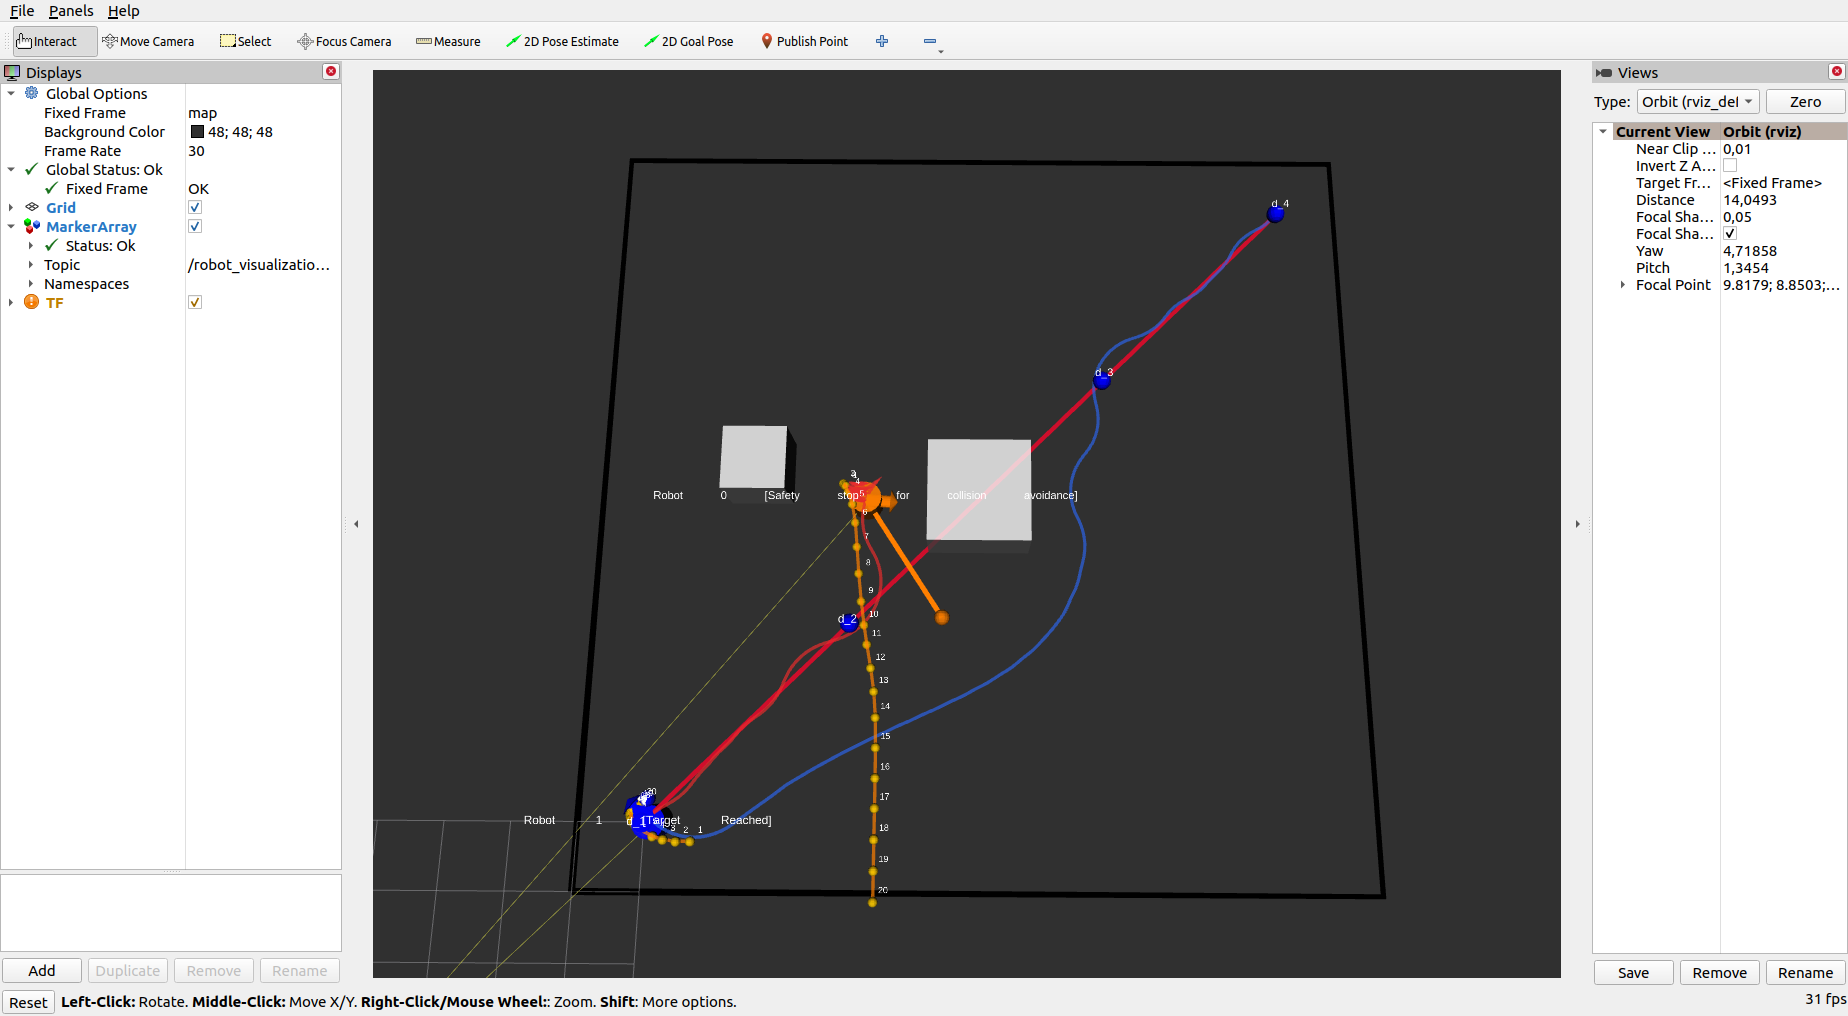 File Panels Help
Interact Move Camera Select Focus Camera Measure 2D Pose Estimate 2D Goal Pose Publish Point
Displays
Global Options
Fixed Frame map
Background Color 48; 48; 48
Frame Rate 30
Global Status: Ok
Fixed Frame OK
Grid
MarkerArray
Status: Ok
Topic /robot_visualizatio...
Namespaces
TF
Add Duplicate Remove Rename
d_4
d_3
3
4
Robot 0 [Safety stop 5 for collision avoidance]
6
7
8
9
10
d_2
11
12
13
14
15
16
17
18
19
20
Robot 1 [Target Reached]
3 2 1
Views
Type: Orbit (rviz_def Zero
Current View Orbit (rviz)
Near Clip ... 0,01
Invert Z A...
Target Fr... <Fixed Frame>
Distance 14,0493
Focal Sha... 0,05
Focal Sha...
Yaw 4,71858
Pitch 1,3454
Focal Point 9.8179; 8.8503;...
Save Remove Rename
Reset Left-Click: Rotate. Middle-Click: Move X/Y. Right-Click/Mouse Wheel:: Zoom. Shift: More options.
31 fps